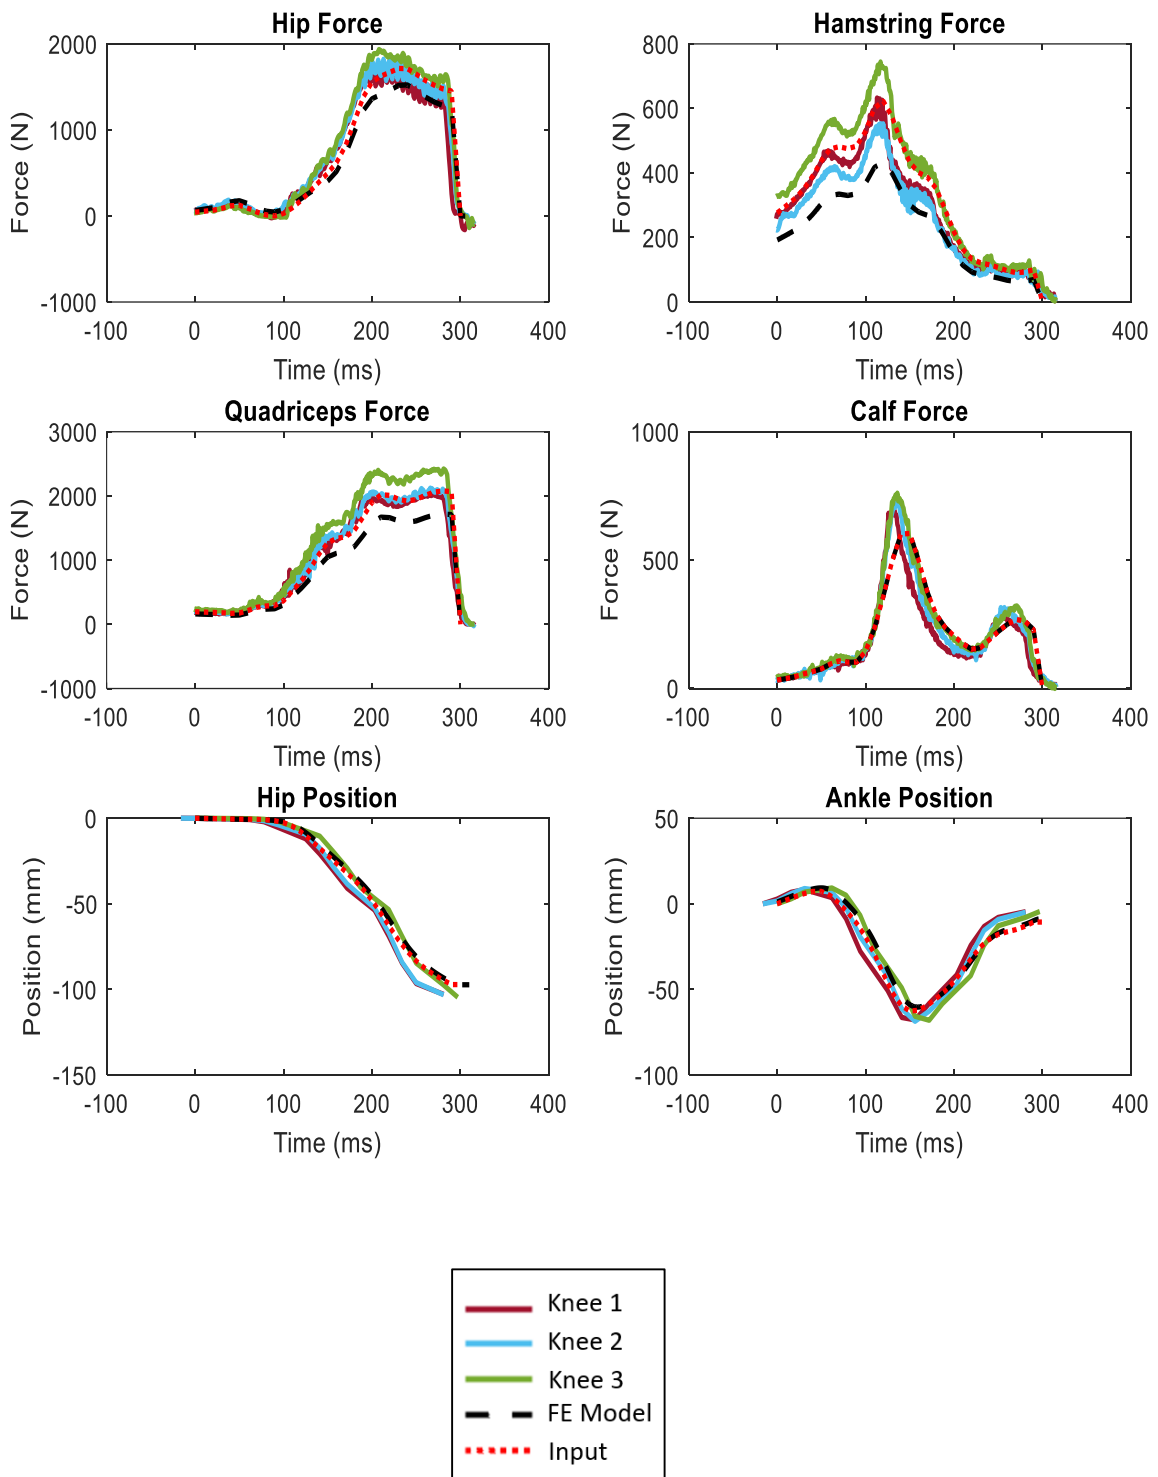 Hip Force
2000
1000
0
-1000
Force (N)
-100 0 100 200 300 400
Time (ms)
Hamstring Force
800
600
400
200
0
Force (N)
-100 0 100 200 300 400
Time (ms)
Quadriceps Force
3000
2000
1000
0
-1000
Force (N)
-100 0 100 200 300 400
Time (ms)
Calf Force
1000
500
0
Force (N)
-100 0 100 200 300 400
Time (ms)
Hip Position
0
-50
-100
-150
Position (mm)
-100 0 100 200 300 400
Time (ms)
Ankle Position
50
0
-50
-100
Position (mm)
-100 0 100 200 300 400
Time (ms)
Knee 1
Knee 2
Knee 3
FE Model
Input